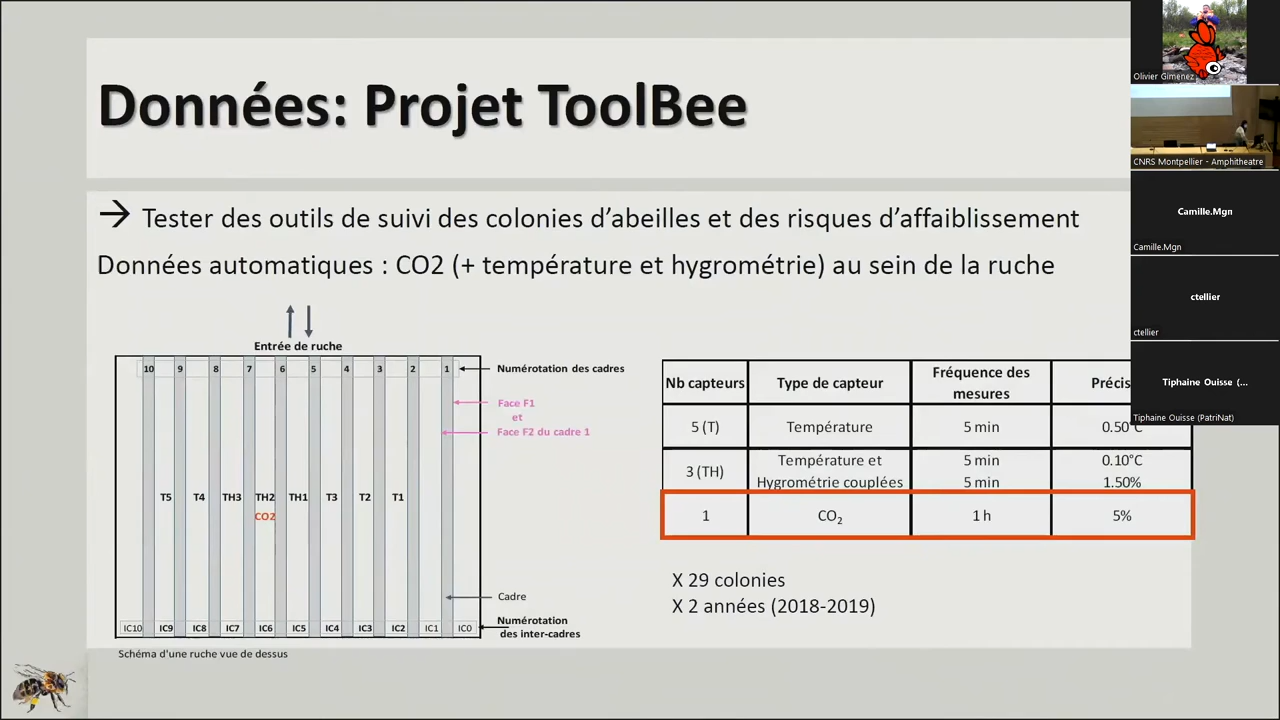 Données: Projet ToolBee
→ Tester des outils de suivi des colonies d’abeilles et des risques d’affaiblissement
Données automatiques : CO2 (+ température et hygrométrie) au sein de la ruche
Entrée de ruche
10 9 8 7 6 5 4 3 2 1
Numérotation des cadres
Face F1
et
Face F2 du cadre 1
T5 T4 TH3 TH2 TH1 T3 T2 T1
CO2
Cadre
Numérotation
des inter-cadres
IC10 IC9 IC8 IC7 IC6 IC5 IC4 IC3 IC2 IC1 IC0
Schéma d'une ruche vue de dessus
Nb capteurs Type de capteur Fréquence des mesures Précis
5 (T) Température 5 min 0.50°C
3 (TH) Température et Hygrométrie couplées 5 min 5 min 0.10°C 1.50%
1 CO2 1 h 5%
X 29 colonies
X 2 années (2018-2019)
Olivier Gimenez
CNRS Montpellier - Amphitheatre
Camille.Mgn
Camille.Mgn
ctellier
ctellier
Tiphaine Ouisse (...
Tiphaine Ouisse (PatriNat)